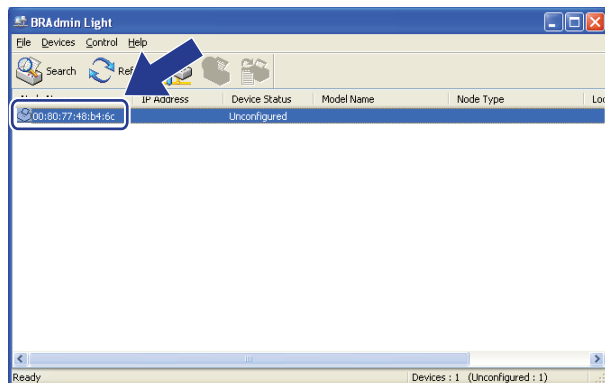 BRAdmin Light
File Devices Control Help
Search
IP Address Device Status Model Name Node Type
00:80:77:48:b4:6c Unconfigured
Ready Devices : 1 (Unconfigured : 1)